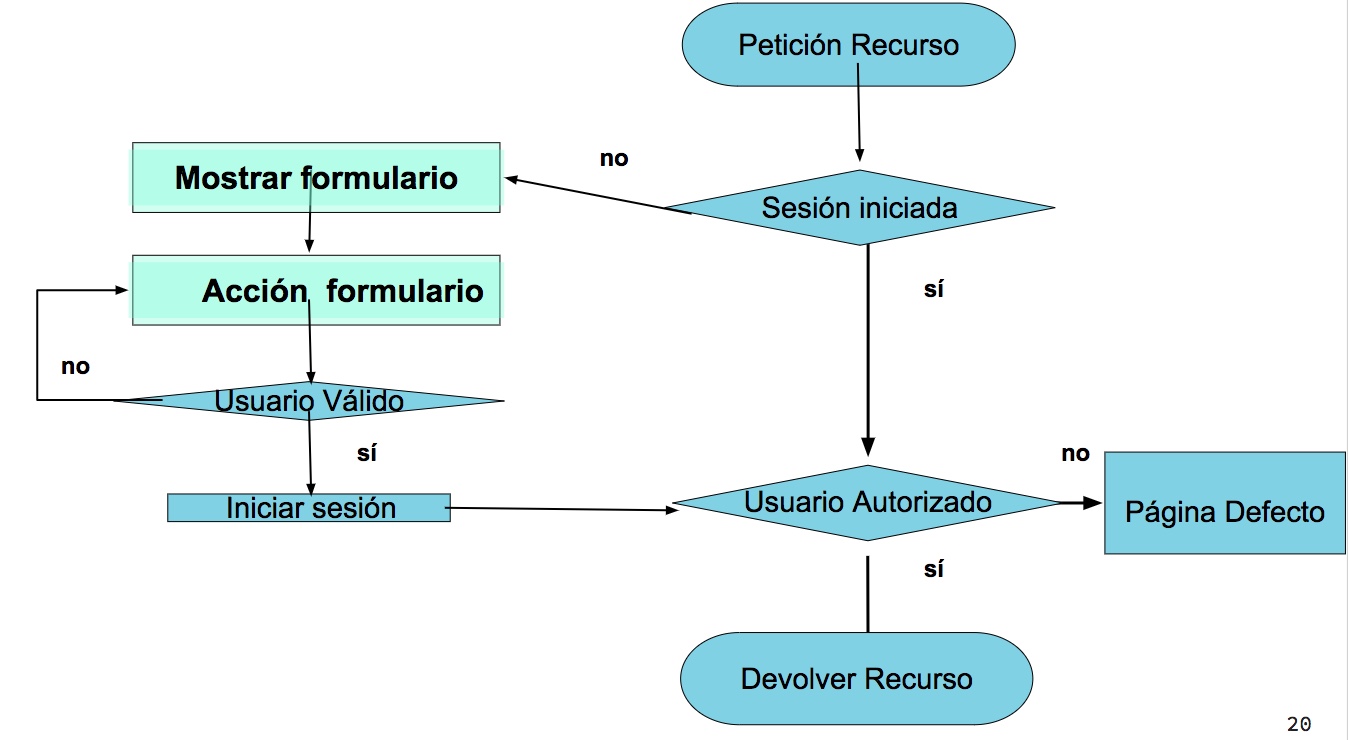 Petición Recurso
no
Mostrar formulario
Sesión iniciada
Acción formulario
sí
no
Usuario Válido
sí
no
Iniciar sesión
Usuario Autorizado
Página Defecto
sí
Devolver Recurso
20